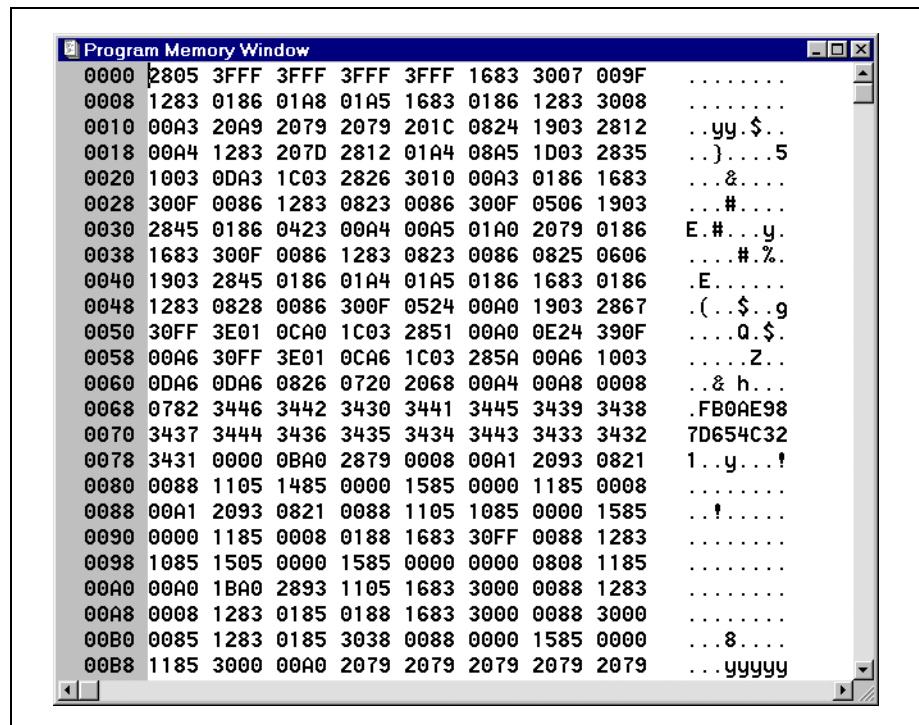 Program Memory Window
0000 2805 3FFF 3FFF 3FFF 3FFF 1683 3007 009F ........
0008 1283 0186 01A8 01A5 1683 0186 1283 3008 ........
0010 00A3 20A9 2079 2079 201C 0824 1903 2812 ..yy.$..
0018 00A4 1283 207D 2812 01A4 08A5 1D03 2835 ..}....5
0020 1003 0DA3 1C03 2826 3010 00A3 0186 1683 ...&....
0028 300F 0086 1283 0823 0086 300F 0506 1903 ...#....
0030 2845 0186 0423 00A4 00A5 01A0 2079 0186 E.#...y.
0038 1683 300F 0086 1283 0823 0086 0825 0606 ....#.%.
0040 1903 2845 0186 01A4 01A5 0186 1683 0186 .E......
0048 1283 0828 0086 300F 0524 00A0 1903 2867 .(..$..g
0050 30FF 3E01 0CA0 1C03 2851 00A0 0E24 390F ....Q.$.
0058 00A6 30FF 3E01 0CA6 1C03 285A 00A6 1003 .....Z..
0060 0DA6 0DA6 0826 0720 2068 00A4 00A8 0008 ..& h...
0068 0782 3446 3442 3430 3441 3445 3439 3438 .FB0AE98
0070 3437 3444 3436 3435 3434 3443 3433 3432 7D654C32
0078 3431 0000 0BA0 2879 0008 00A1 2093 0821 1..y...!
0080 0088 1105 1485 0000 1585 0000 1185 0008 ........
0088 00A1 2093 0821 0088 1105 1085 0000 1585 ..!.....
0090 0000 1185 0008 0188 1683 30FF 0088 1283 ........
0098 1085 1505 0000 1585 0000 0000 0808 1185 ........
00A0 00A0 1BA0 2893 1105 1683 3000 0088 1283 ........
00A8 0008 1283 0185 0188 1683 3000 0088 3000 ........
00B0 0085 1283 0185 3038 0088 0000 1585 0000 ...8....
00B8 1185 3000 00A0 2079 2079 2079 2079 2079 ...yyyyy